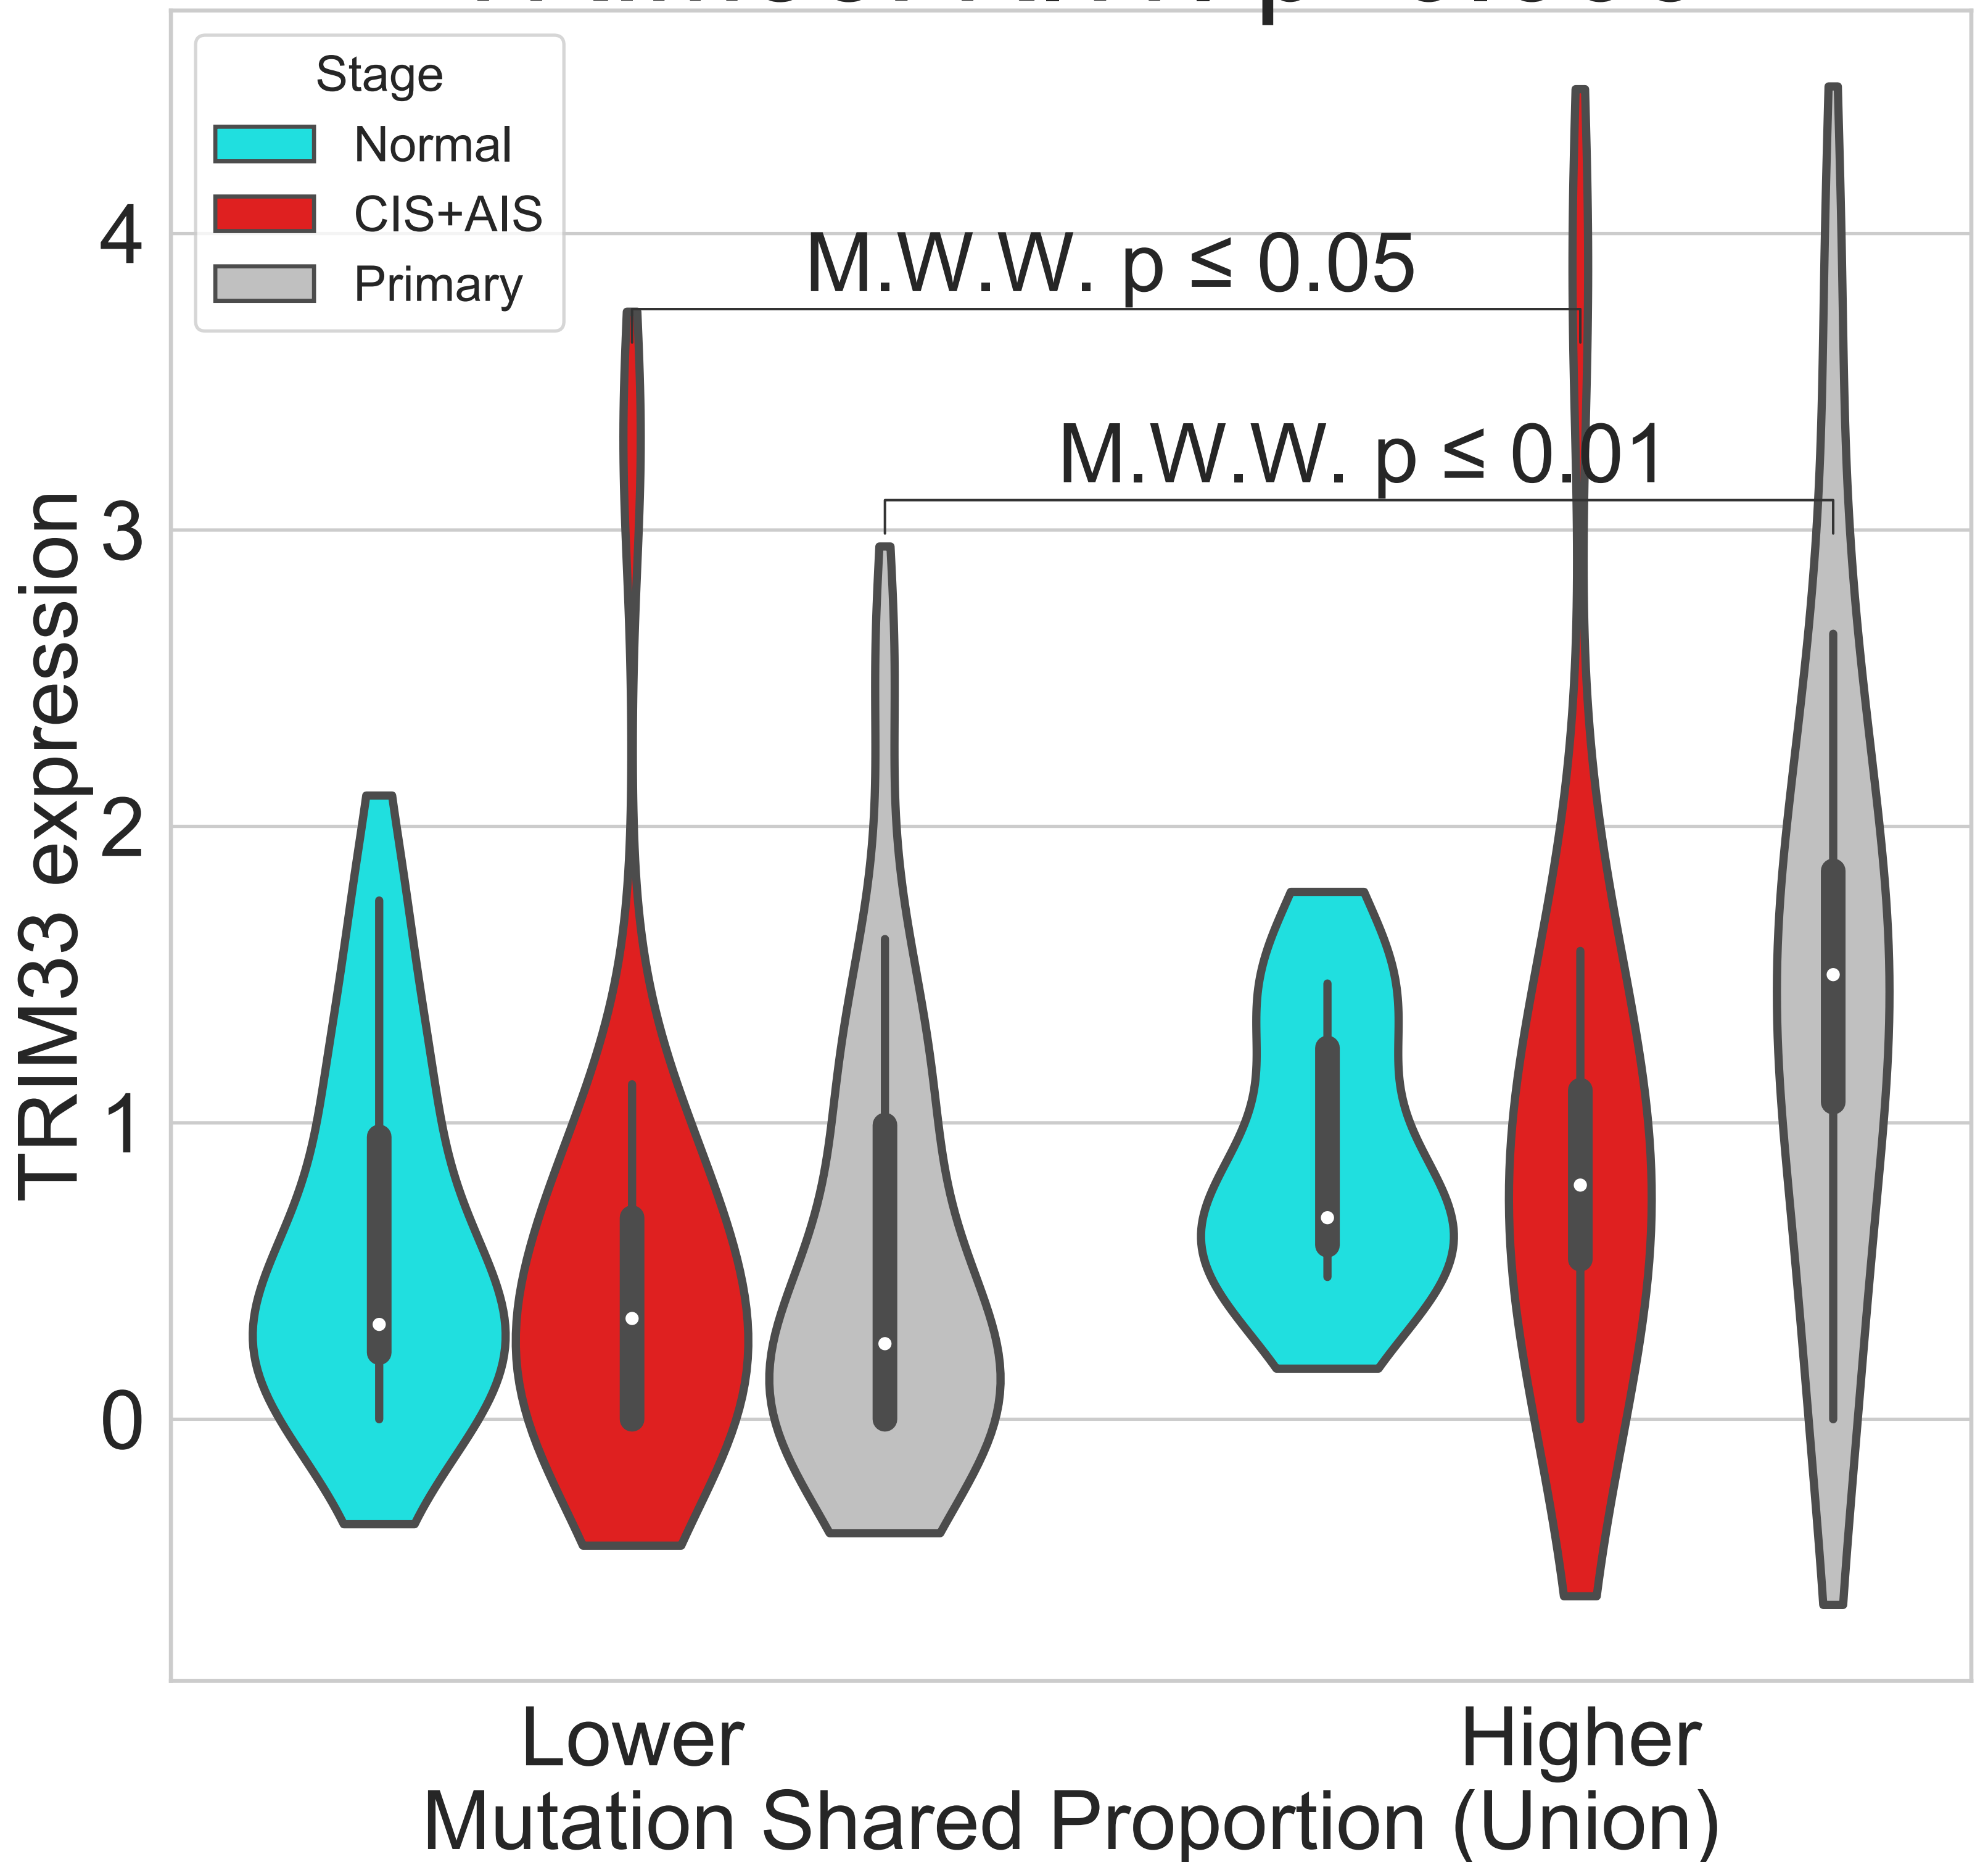 Stage
Normal
CIS+AIS
Primary
M.W.W. p ≤ 0.05
M.W.W. p ≤ 0.01
4
3
2
1
0
TRIM33 expression
Lower
Higher
Mutation Shared Proportion (Union)